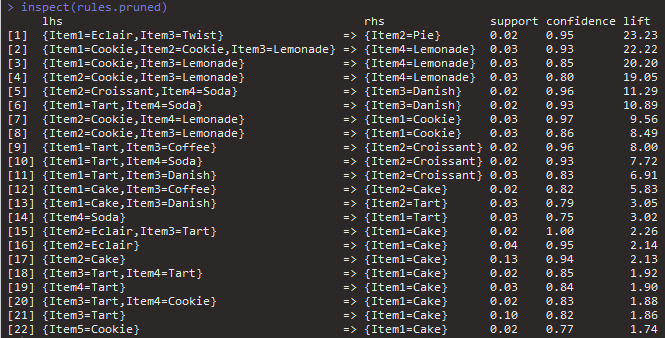 > inspect(rules.pruned)
lhs rhs support confidence lift
[1] {Item1=Eclair,Item3=Twist} => {Item2=Pie} 0.02 0.95 23.23
[2] {Item1=Cookie,Item2=Cookie,Item3=Lemonade} => {Item4=Lemonade} 0.03 0.93 22.22
[3] {Item1=Cookie,Item3=Lemonade} => {Item4=Lemonade} 0.03 0.85 20.20
[4] {Item2=Cookie,Item3=Lemonade} => {Item4=Lemonade} 0.03 0.80 19.05
[5] {Item2=Croissant,Item4=Soda} => {Item3=Danish} 0.02 0.96 11.29
[6] {Item1=Tart,Item4=Soda} => {Item3=Danish} 0.02 0.93 10.89
[7] {Item2=Cookie,Item4=Lemonade} => {Item1=Cookie} 0.03 0.97 9.56
[8] {Item2=Cookie,Item3=Lemonade} => {Item1=Cookie} 0.03 0.86 8.49
[9] {Item1=Tart,Item3=Coffee} => {Item2=Croissant} 0.02 0.96 8.00
[10] {Item1=Tart,Item4=Soda} => {Item2=Croissant} 0.02 0.93 7.72
[11] {Item1=Tart,Item3=Danish} => {Item2=Croissant} 0.03 0.83 6.91
[12] {Item1=Cake,Item3=Coffee} => {Item2=Cake} 0.02 0.82 5.83
[13] {Item1=Cake,Item3=Danish} => {Item2=Tart} 0.03 0.79 3.05
[14] {Item4=Soda} => {Item1=Tart} 0.03 0.75 3.02
[15] {Item2=Eclair,Item3=Tart} => {Item1=Cake} 0.02 1.00 2.26
[16] {Item2=Eclair} => {Item1=Cake} 0.04 0.95 2.14
[17] {Item2=Cake} => {Item1=Cake} 0.13 0.94 2.13
[18] {Item3=Tart,Item4=Tart} => {Item1=Cake} 0.02 0.85 1.92
[19] {Item4=Tart} => {Item1=Cake} 0.03 0.84 1.90
[20] {Item3=Tart,Item4=Cookie} => {Item1=Cake} 0.02 0.83 1.88
[21] {Item3=Tart} => {Item1=Cake} 0.10 0.82 1.86
[22] {Item5=Cookie} => {Item1=Cake} 0.02 0.77 1.74